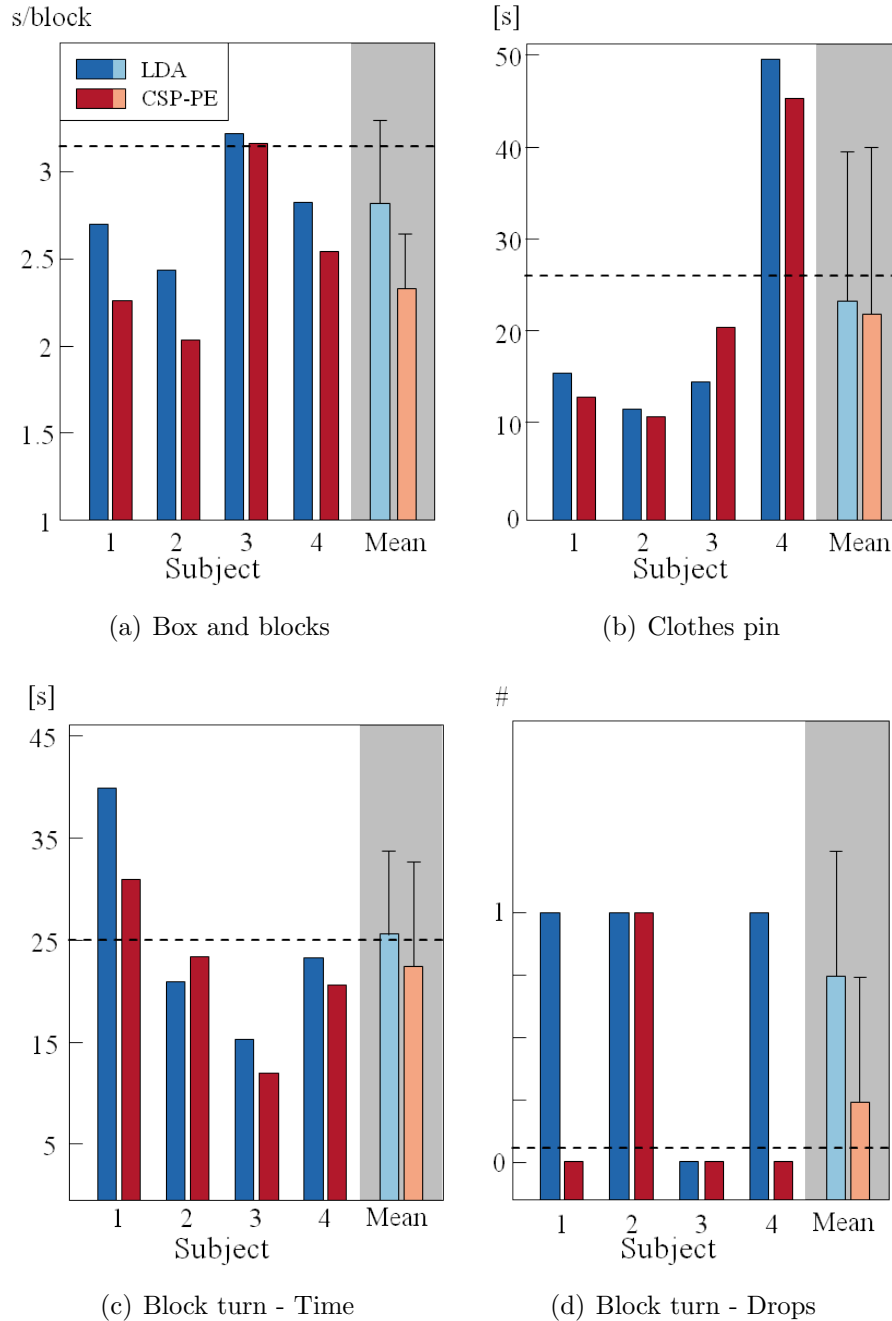 s/block
LDA
CSP-PE
3
2.5
2
1.5
1
1 2 3 4 Mean
Subject
(a) Box and blocks
[s]
50
40
30
20
10
0
1 2 3 4 Mean
Subject
(b) Clothes pin
[s]
45
35
25
15
5
1 2 3 4 Mean
Subject
(c) Block turn - Time
#
1
0
1 2 3 4 Mean
Subject
(d) Block turn - Drops